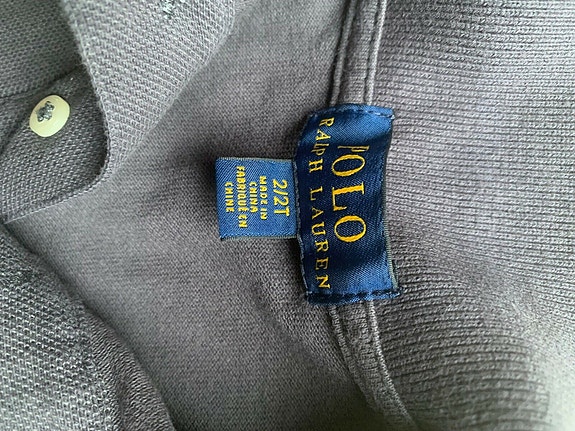 POLO
RALPH LAUREN
2/2T
MADE IN
CHINA
FABRIQUÉ EN
CHINE